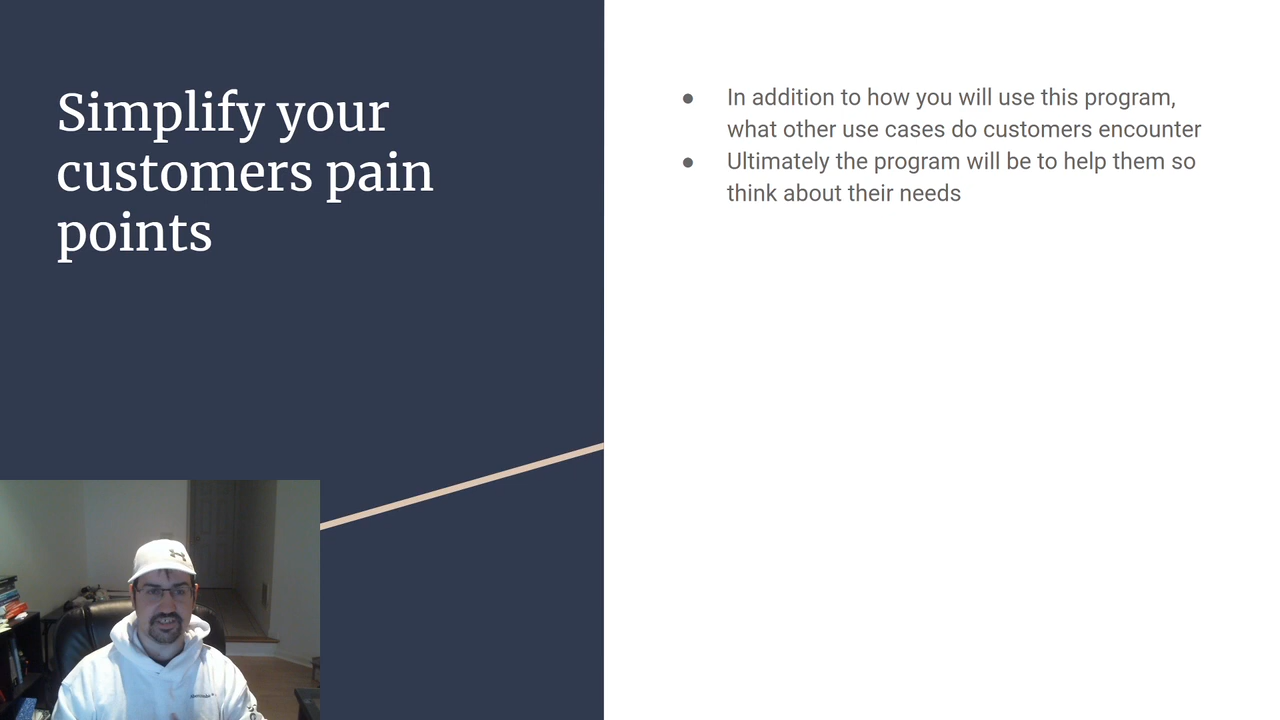 Simplify your
customers pain
points
● In addition to how you will use this program,
what other use cases do customers encounter
● Ultimately the program will be to help them so
think about their needs